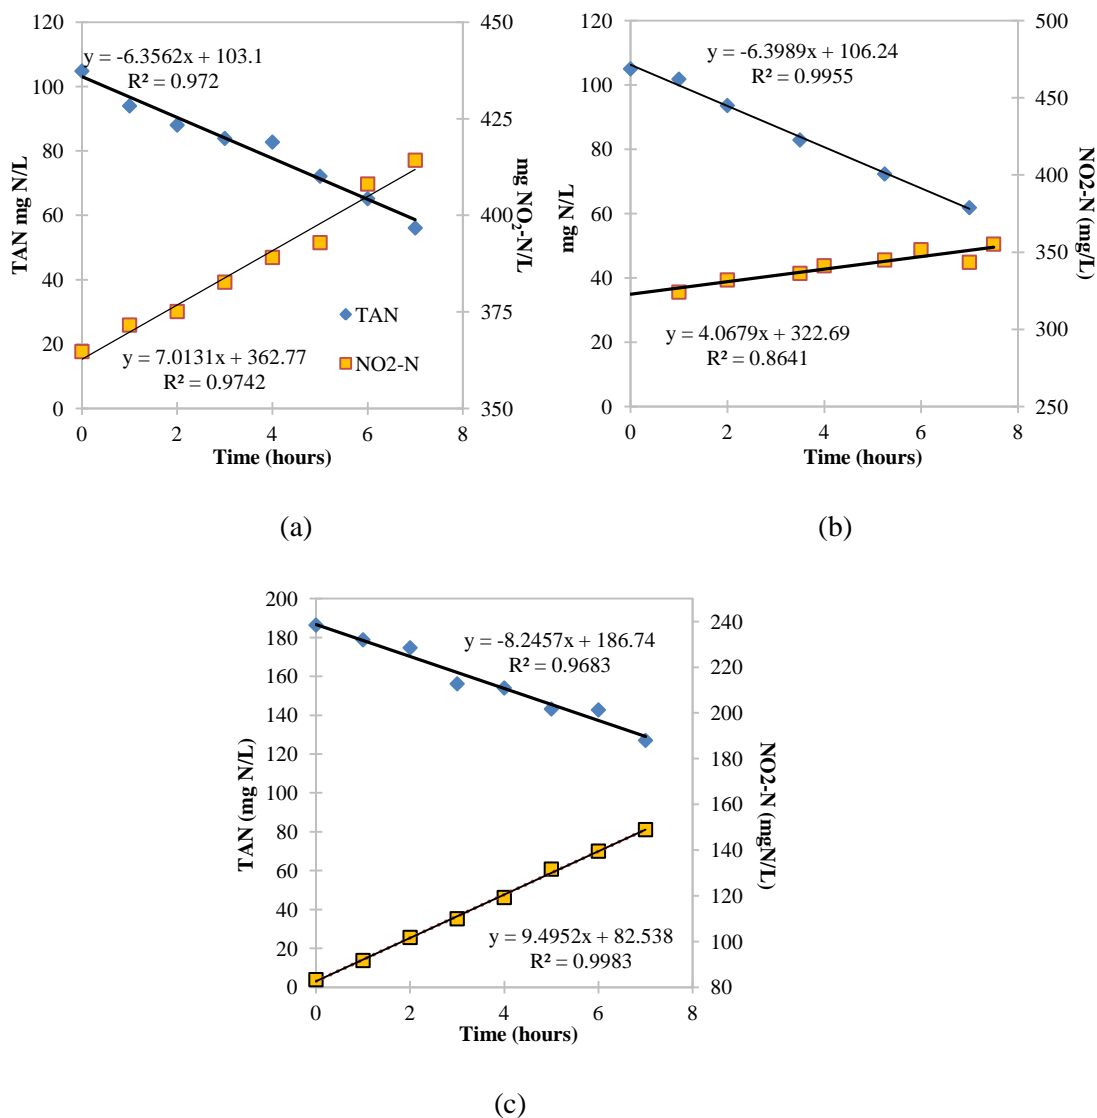 120
100
80
60
40
20
0
TAN mg N/L
y = -6.3562x + 103.1
R² = 0.972
y = 7.0131x + 362.77
R² = 0.9742
TAN
NO2-N
450
425
400
375
350
mg NO2-N/L
0 2 4 6 8
Time (hours)
(a)
120
100
80
60
40
20
0
mg N/L
y = -6.3989x + 106.24
R² = 0.9955
y = 4.0679x + 322.69
R² = 0.8641
500
450
400
350
300
250
NO2-N (mg/L)
0 2 4 6 8
Time (hours)
(b)
200
180
160
140
120
100
80
60
40
20
0
TAN (mg N/L)
y = -8.2457x + 186.74
R² = 0.9683
y = 9.4952x + 82.538
R² = 0.9983
240
220
200
180
160
140
120
100
80
NO2-N (mgN/L)
0 2 4 6 8
Time (hours)
(c)